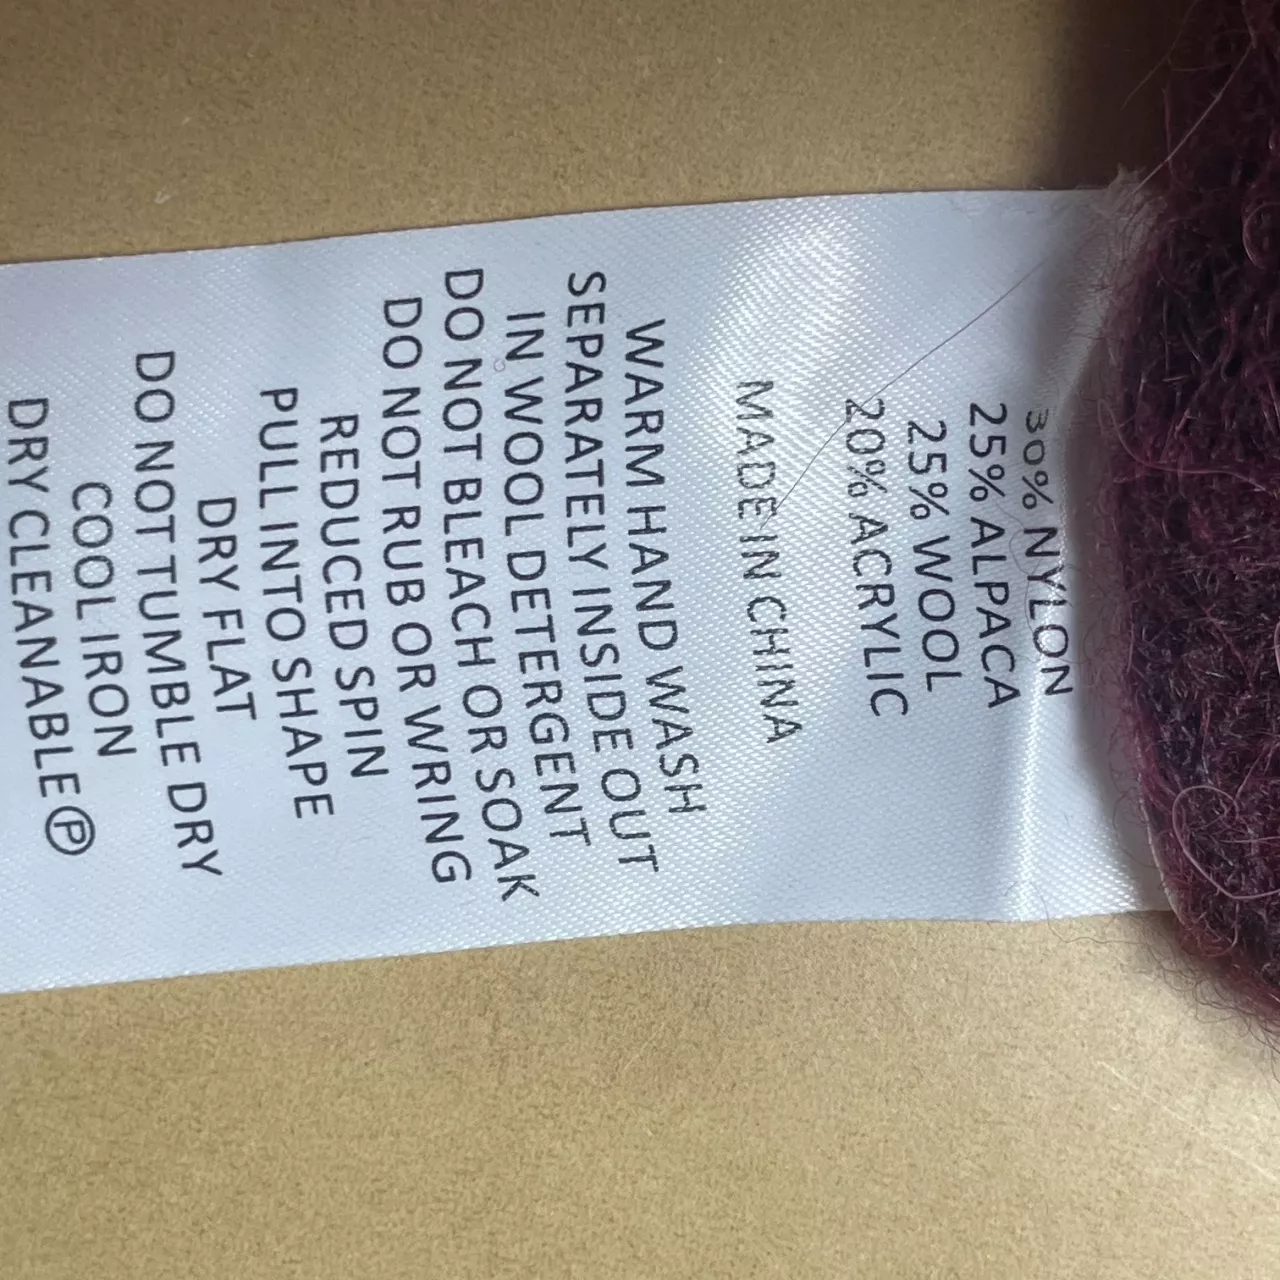 30% NYLON
25% ALPACA
25% WOOL
20% ACRYLIC
MADE IN CHINA
WARM HAND WASH
SEPARATELY INSIDE OUT
IN WOOL DETERGENT
DO NOT BLEACH OR SOAK
DO NOT RUB OR WRING
REDUCED SPIN
PULL INTO SHAPE
DRY FLAT
DO NOT TUMBLE DRY
COOL IRON
DRY CLEANABLE Ⓟ